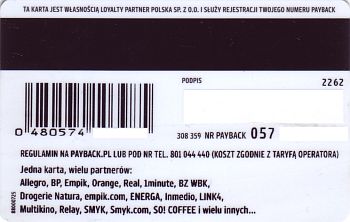 TA KARTA JEST WŁASNOŚCIĄ LOYALTY PARTNER POLSKA SP. Z O.O. I SŁUŻY REJESTRACJI TWOJEGO NUMERU PAYBACK
PODPIS 2262
0 480574
308 359 NR PAYBACK 057
REGULAMIN NA PAYBACK.PL LUB POD NR TEL. 801 044 440 (KOSZT ZGODNIE Z TARYFĄ OPERATORA)
Jedna karta, wielu partnerów:
Allegro, BP, Empik, Orange, Real, 1minute, BZ WBK,
Drogerie Natura, empik.com, ENERGA, Inmedio, LINK4,
Multikino, Relay, SMYK, Smyk.com, SO! COFFEE i wielu innych...